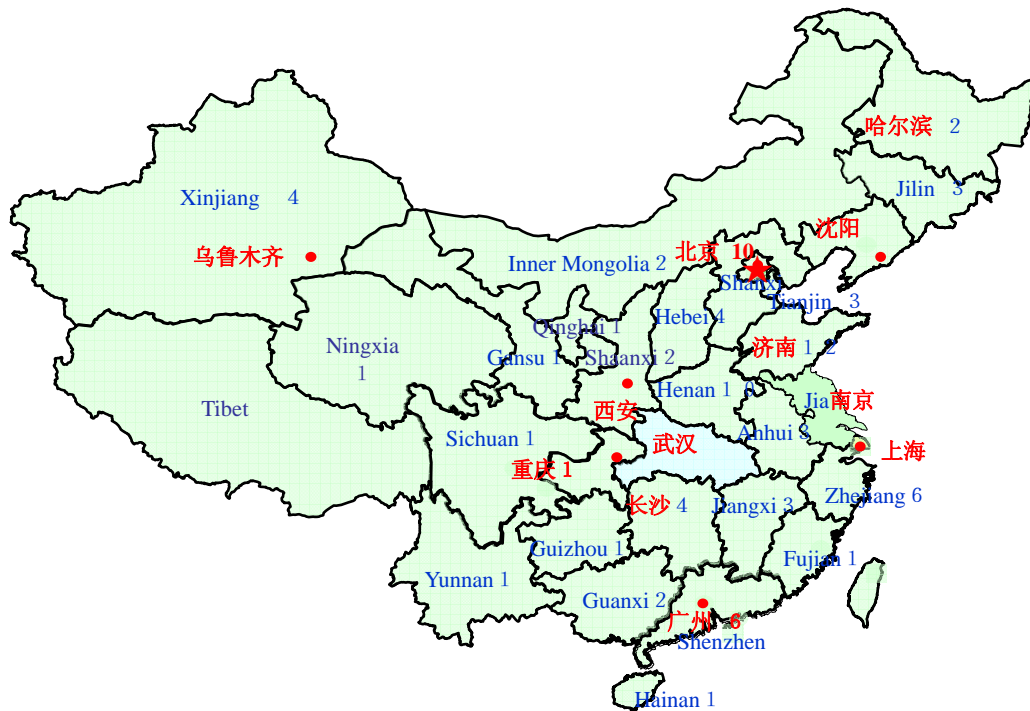 哈尔滨 2
Jilin 3
Xinjiang 4
沈阳
乌鲁木齐
北京 10
Inner Mongolia 2
Shanxi
Tianjin 3
Qinghai 1
Hebei 4
Ningxia
1
Gansu 1
Shaanxi 2
济南 1 2
Henan 1 0
Tibet
西安
Jia南京
Sichuan 1
武汉
Anhui 3
上海
重庆 1
长沙 4
Jiangxi 3
Zhejiang 6
Guizhou 1
Fujian 1
Yunnan 1
Guanxi 2
广州 6
Shenzhen
Hainan 1